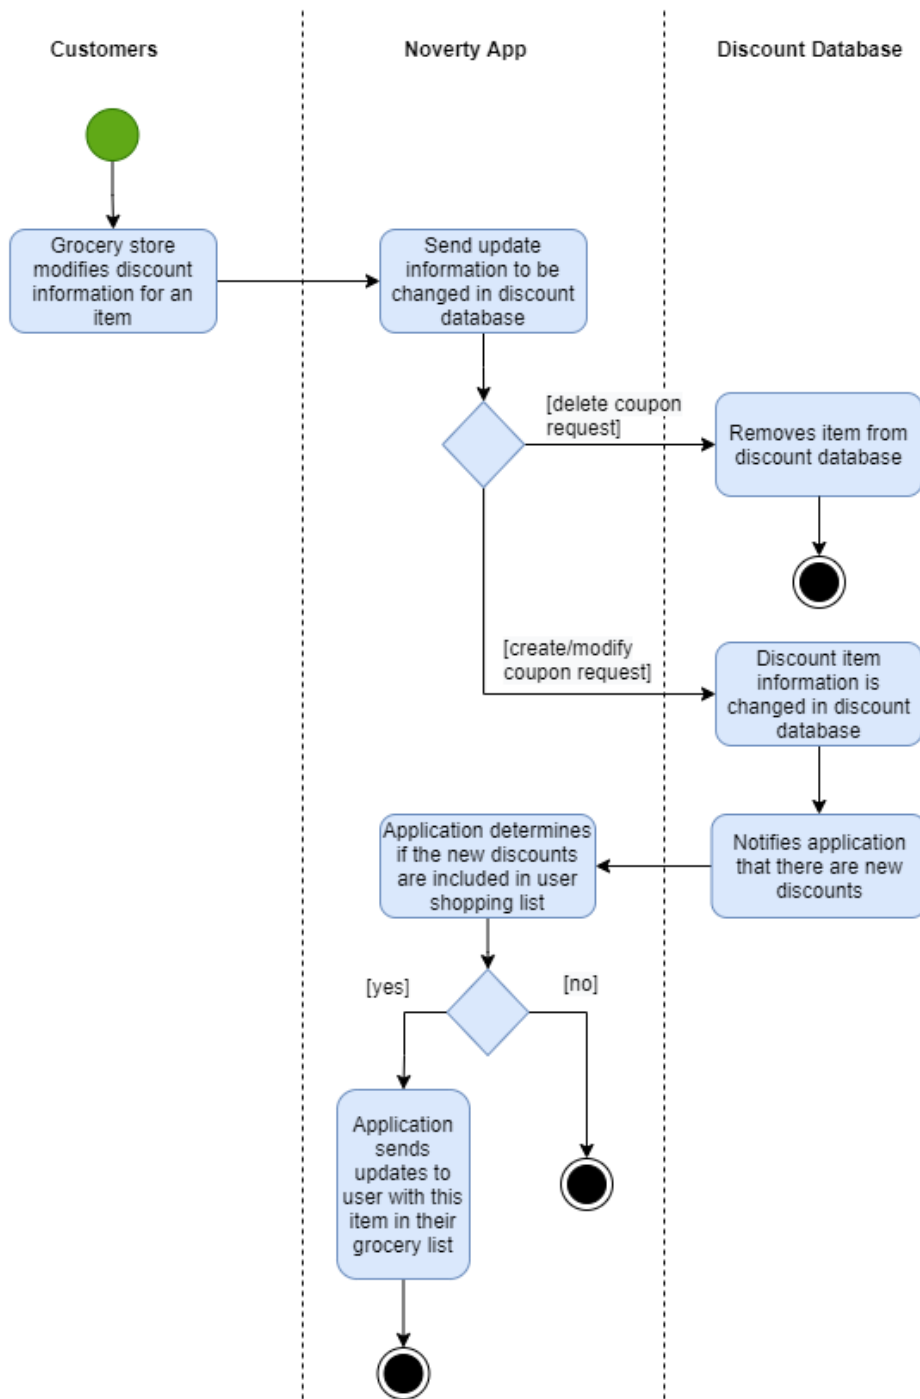 Customers
Noverty App
Discount Database
Grocery store
modifies discount
information for an
item
Send update
information to be
changed in discount
database
[delete coupon
request]
Removes item from
discount database
[create/modify
coupon request]
Discount item
information is
changed in discount
database
Application determines
if the new discounts
are included in user
shopping list
Notifies application
that there are new
discounts
[yes]
[no]
Application
sends
updates to
user with this
item in their
grocery list